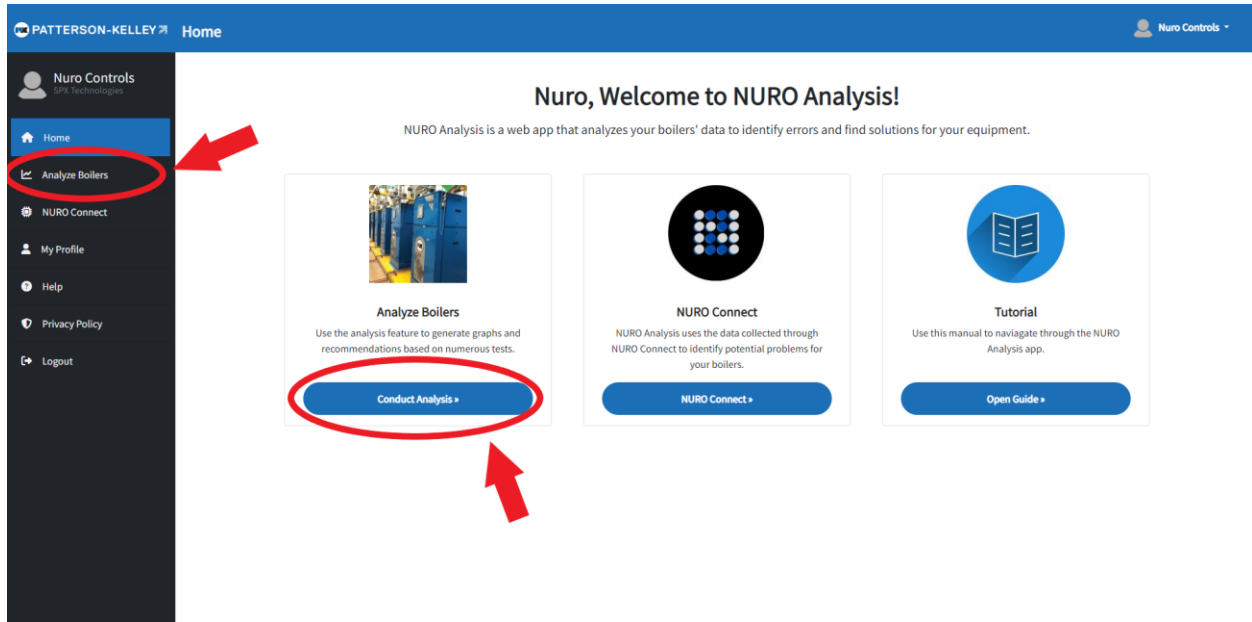 PATTERSON-KELLEY
Home
Nuro Controls
Nuro Controls
SPX Technologies
Home
Analyze Boilers
NURO Connect
My Profile
Help
Privacy Policy
Logout
Nuro, Welcome to NURO Analysis!
NURO Analysis is a web app that analyzes your boilers' data to identify errors and find solutions for your equipment.
Analyze Boilers
Use the analysis feature to generate graphs and
recommendations based on numerous tests.
Conduct Analysis »
NURO Connect
NURO Analysis uses the data collected through
NURO Connect to identify potential problems for
your boilers.
NURO Connect »
Tutorial
Use this manual to naviagate through the NURO
Analysis app.
Open Guide »